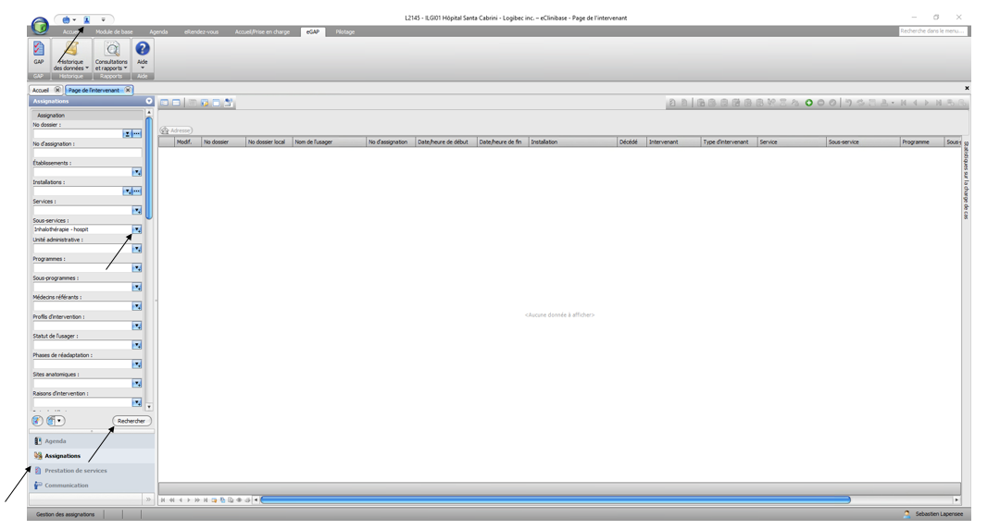 L2145 - ILGI01 Hôpital Santa Cabrini - Logibec inc. – eClinibase - Page de l'intervenant
Accueil Module de base Agenda eRendez-vous Accueil/Prise en charge eGAP Pilotage
Recherche dans le menu...
GAP Historique des données Consultations et rapports Aide
GAP Historique Rapports Aide
Accueil Page de l'intervenant -
Assignations
Assignation
No dossier :
No d'assignation :
Établissements :
Installations :
Services :
Sous-services :
Inhalothérapie - hospit
Unité administrative :
Programmes :
Sous-programmes :
Médecins référants :
Profils d'intervention :
Statut de l'usager :
Phases de réadaptation :
Sites anatomiques :
Raisons d'intervention :
Rechercher
Agenda
Assignations
Prestation de services
Communication
Adresse
Modif. No dossier No dossier local Nom de l'usager No d'assignation Date/heure de début Date/heure de fin Installation Décédé Intervenant Type d'intervenant Service Sous-service Programme Sous-p
<Aucune donnée à afficher>
Statistiques sur la charge de cas
Gestion des assignations
Sebastien Lapensee